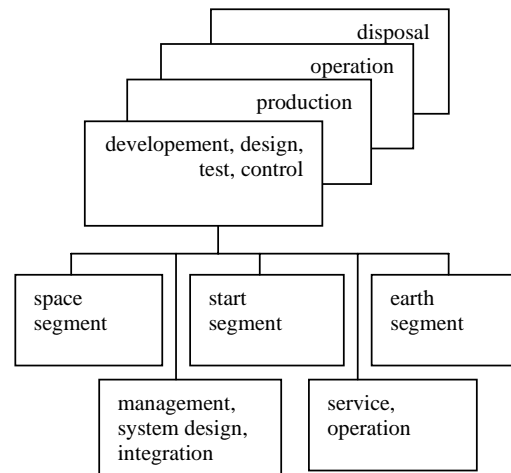 disposal
operation
production
developement, design,
test, control
space
segment
start
segment
earth
segment
management,
system design,
integration
service,
operation